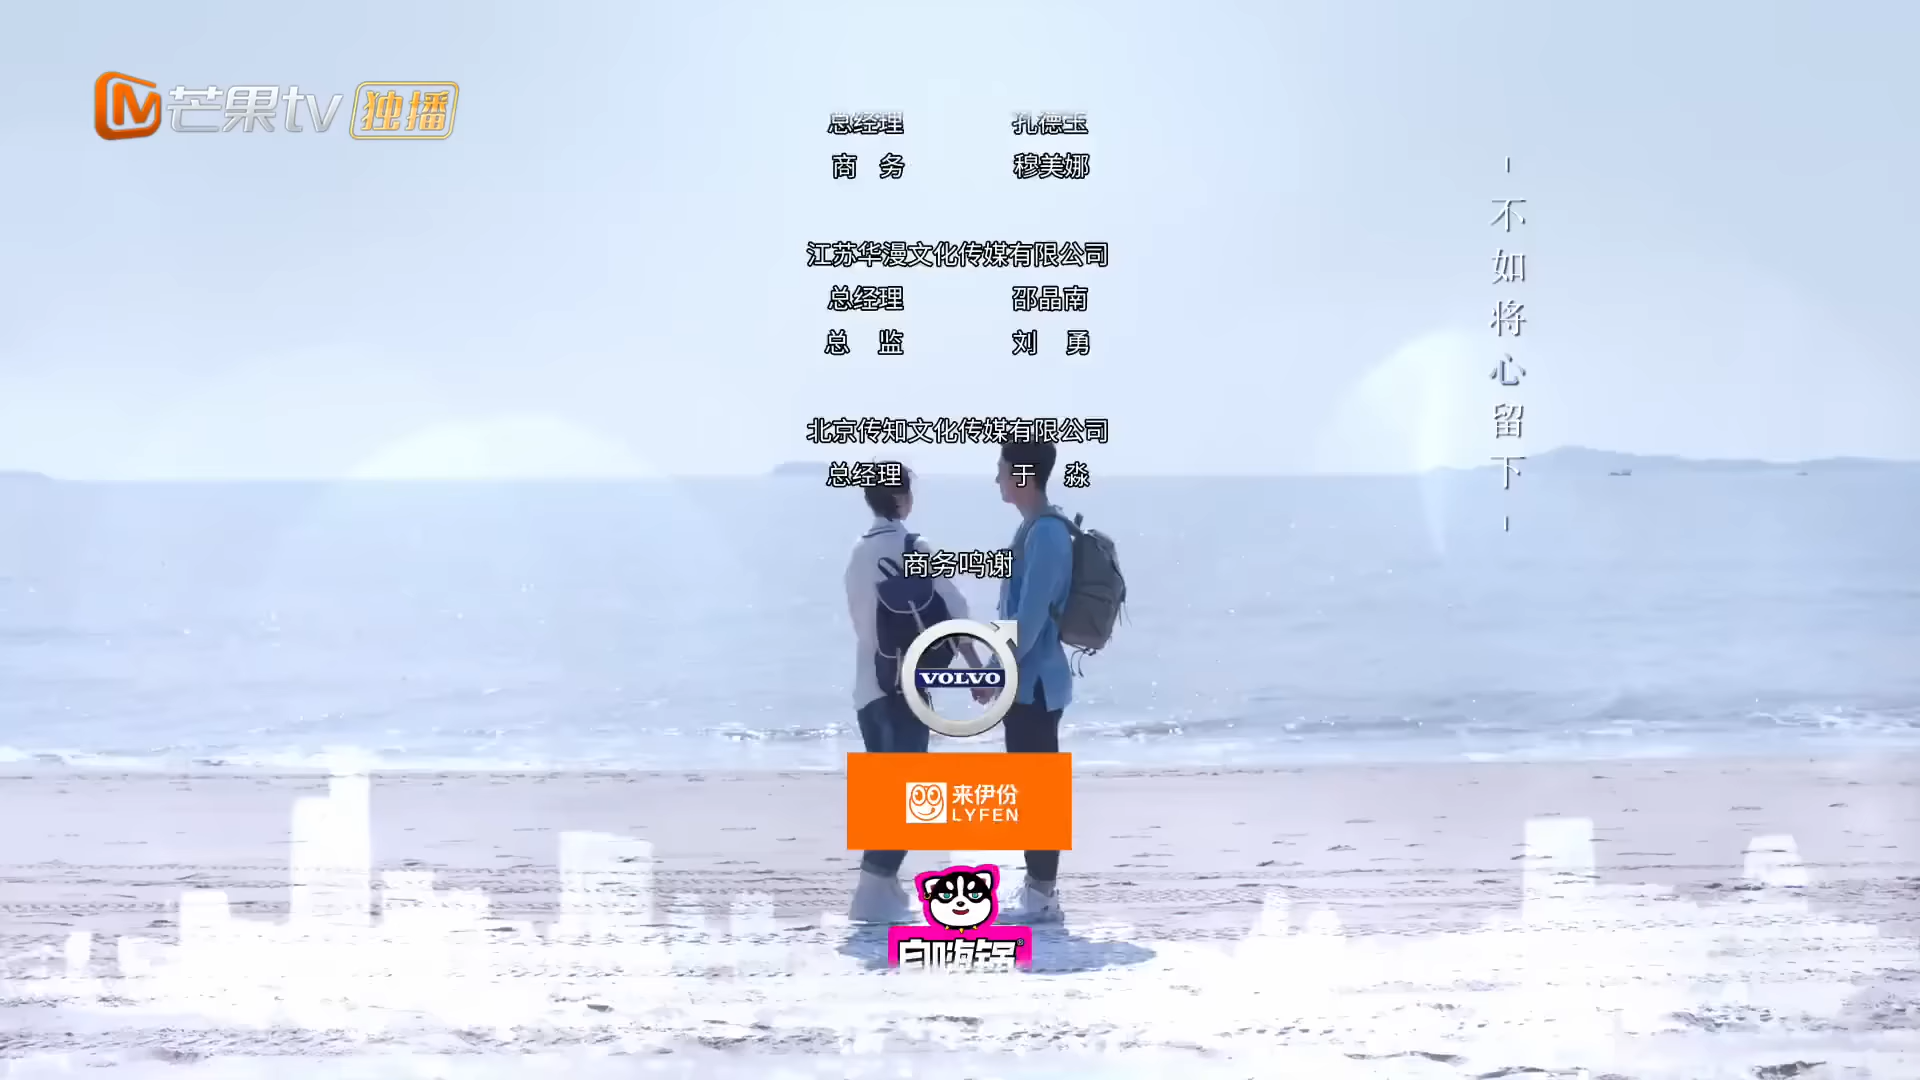 芒果tv 独播
总经理 孔德玉
商务 穆美娜
江苏华漫文化传媒有限公司
总经理 邵晶南
总监 刘勇
北京传知文化传媒有限公司
总经理 于淼
商务鸣谢
VOLVO
来伊份
LYFEN
自嗨锅®
不如将心留下